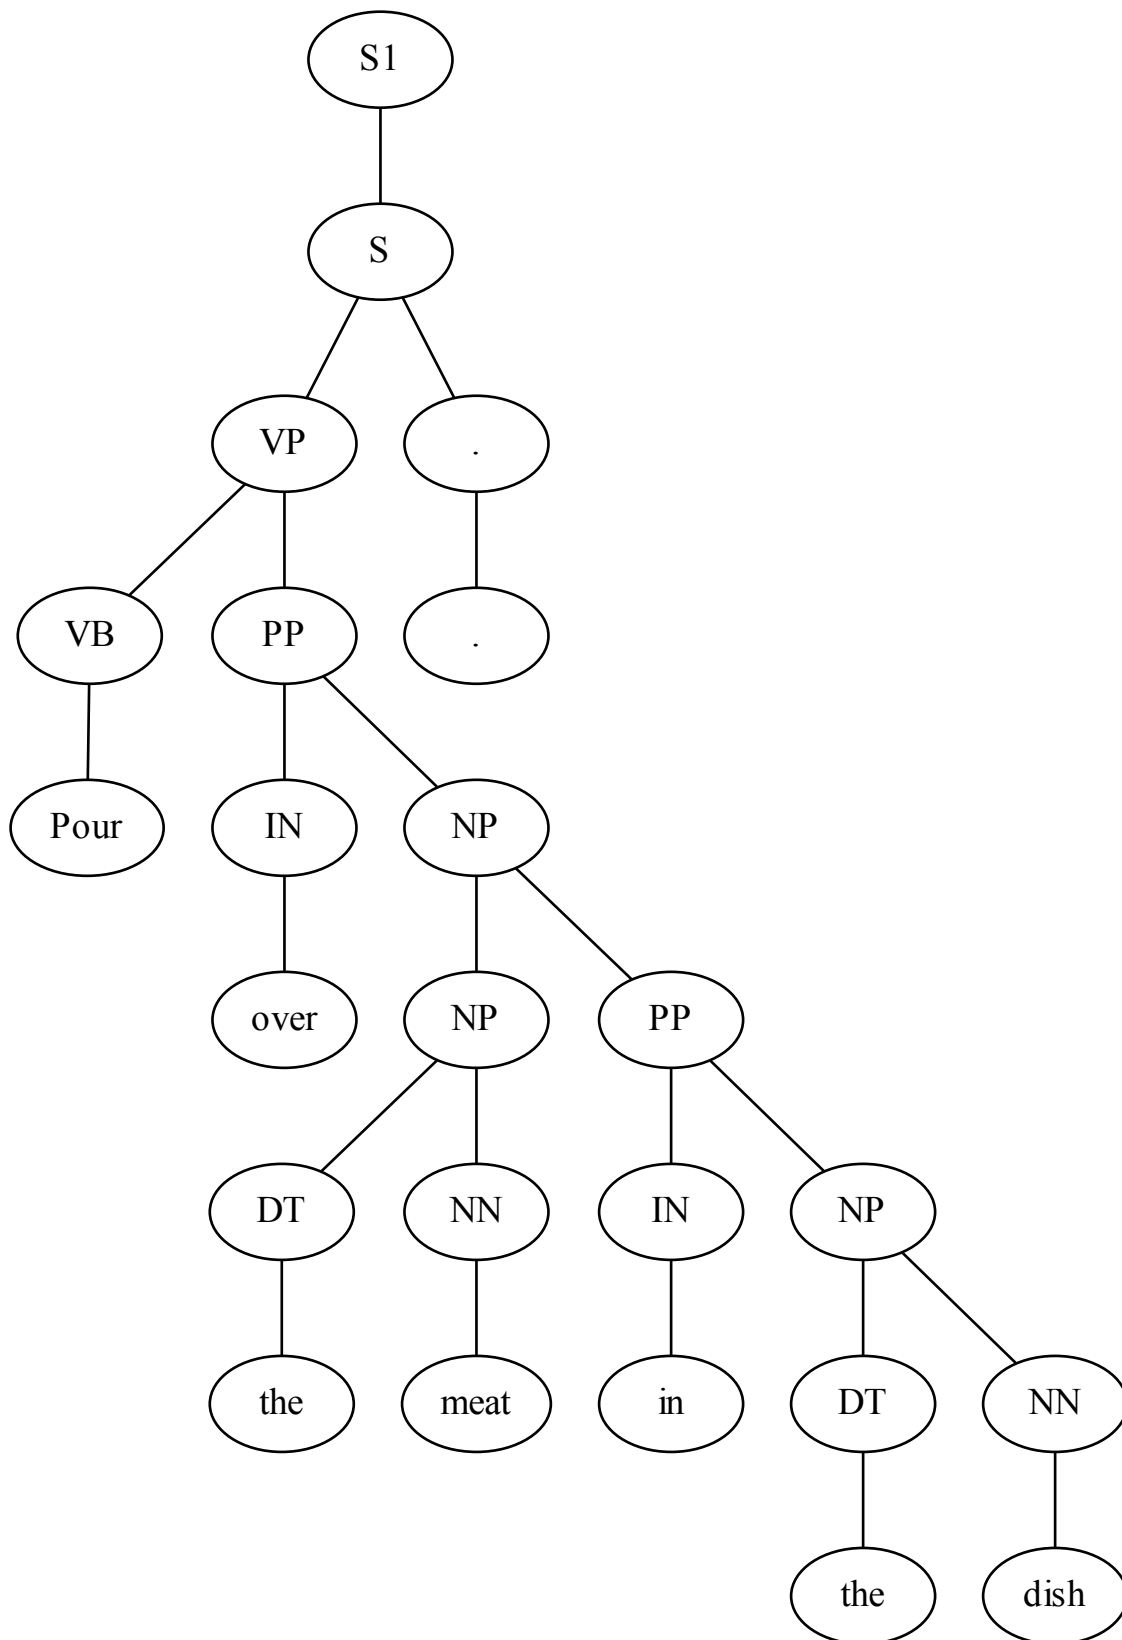 S1
S
VP .
VB PP .
Pour IN NP
over NP PP
DT NN IN NP
the meat in DT NN
the dish